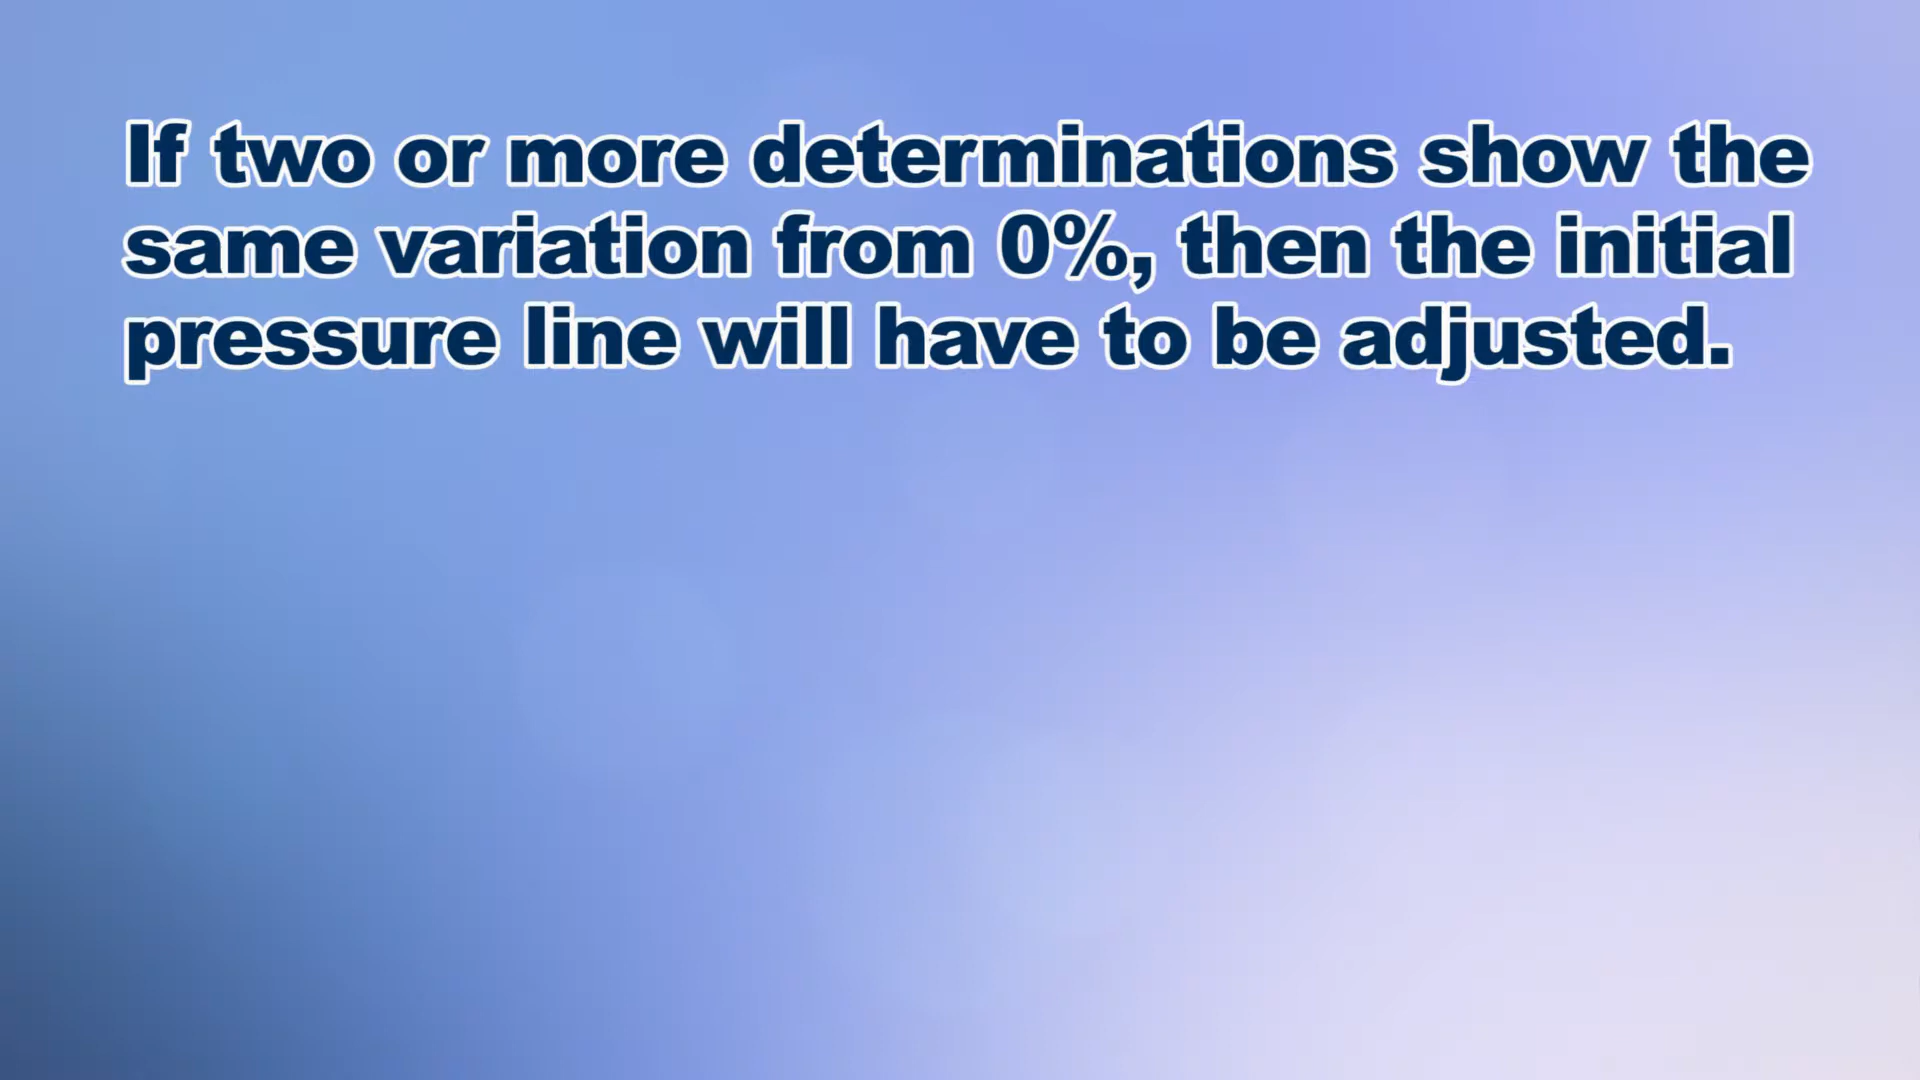 If two or more determinations show the
same variation from 0%, then the initial
pressure line will have to be adjusted.